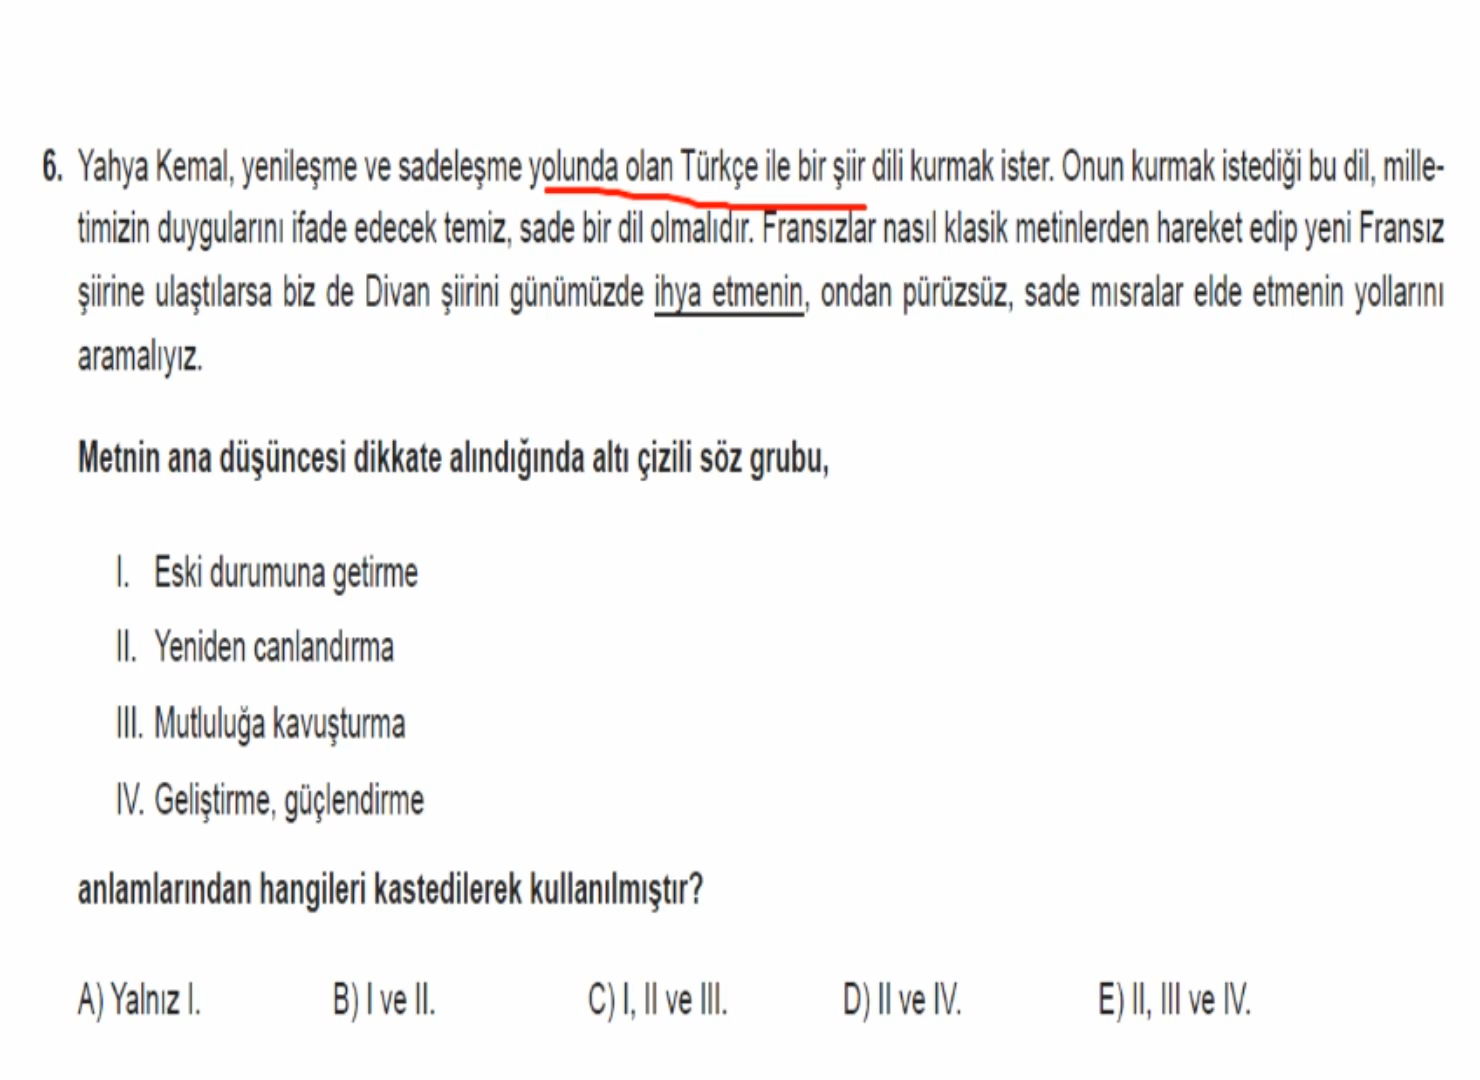 6. Yahya Kemal, yenileşme ve sadeleşme yolunda olan Türkçe ile bir şiir dili kurmak ister. Onun kurmak istediği bu dil, mille-
timizin duygularını ifade edecek temiz, sade bir dil olmalıdır. Fransızlar nasıl klasik metinlerden hareket edip yeni Fransız
şiirine ulaştılarsa biz de Divan şiirini günümüzde ihya etmenin, ondan pürüzsüz, sade mısralar elde etmenin yollarını
aramalıyız.
Metnin ana düşüncesi dikkate alındığında altı çizili söz grubu,
I. Eski durumuna getirme
II. Yeniden canlandırma
III. Mutluluğa kavuşturma
IV. Geliştirme, güçlendirme
anlamlarından hangileri kastedilerek kullanılmıştır?
A) Yalnız I. B) I ve II. C) I, II ve III. D) II ve IV. E) II, III ve IV.